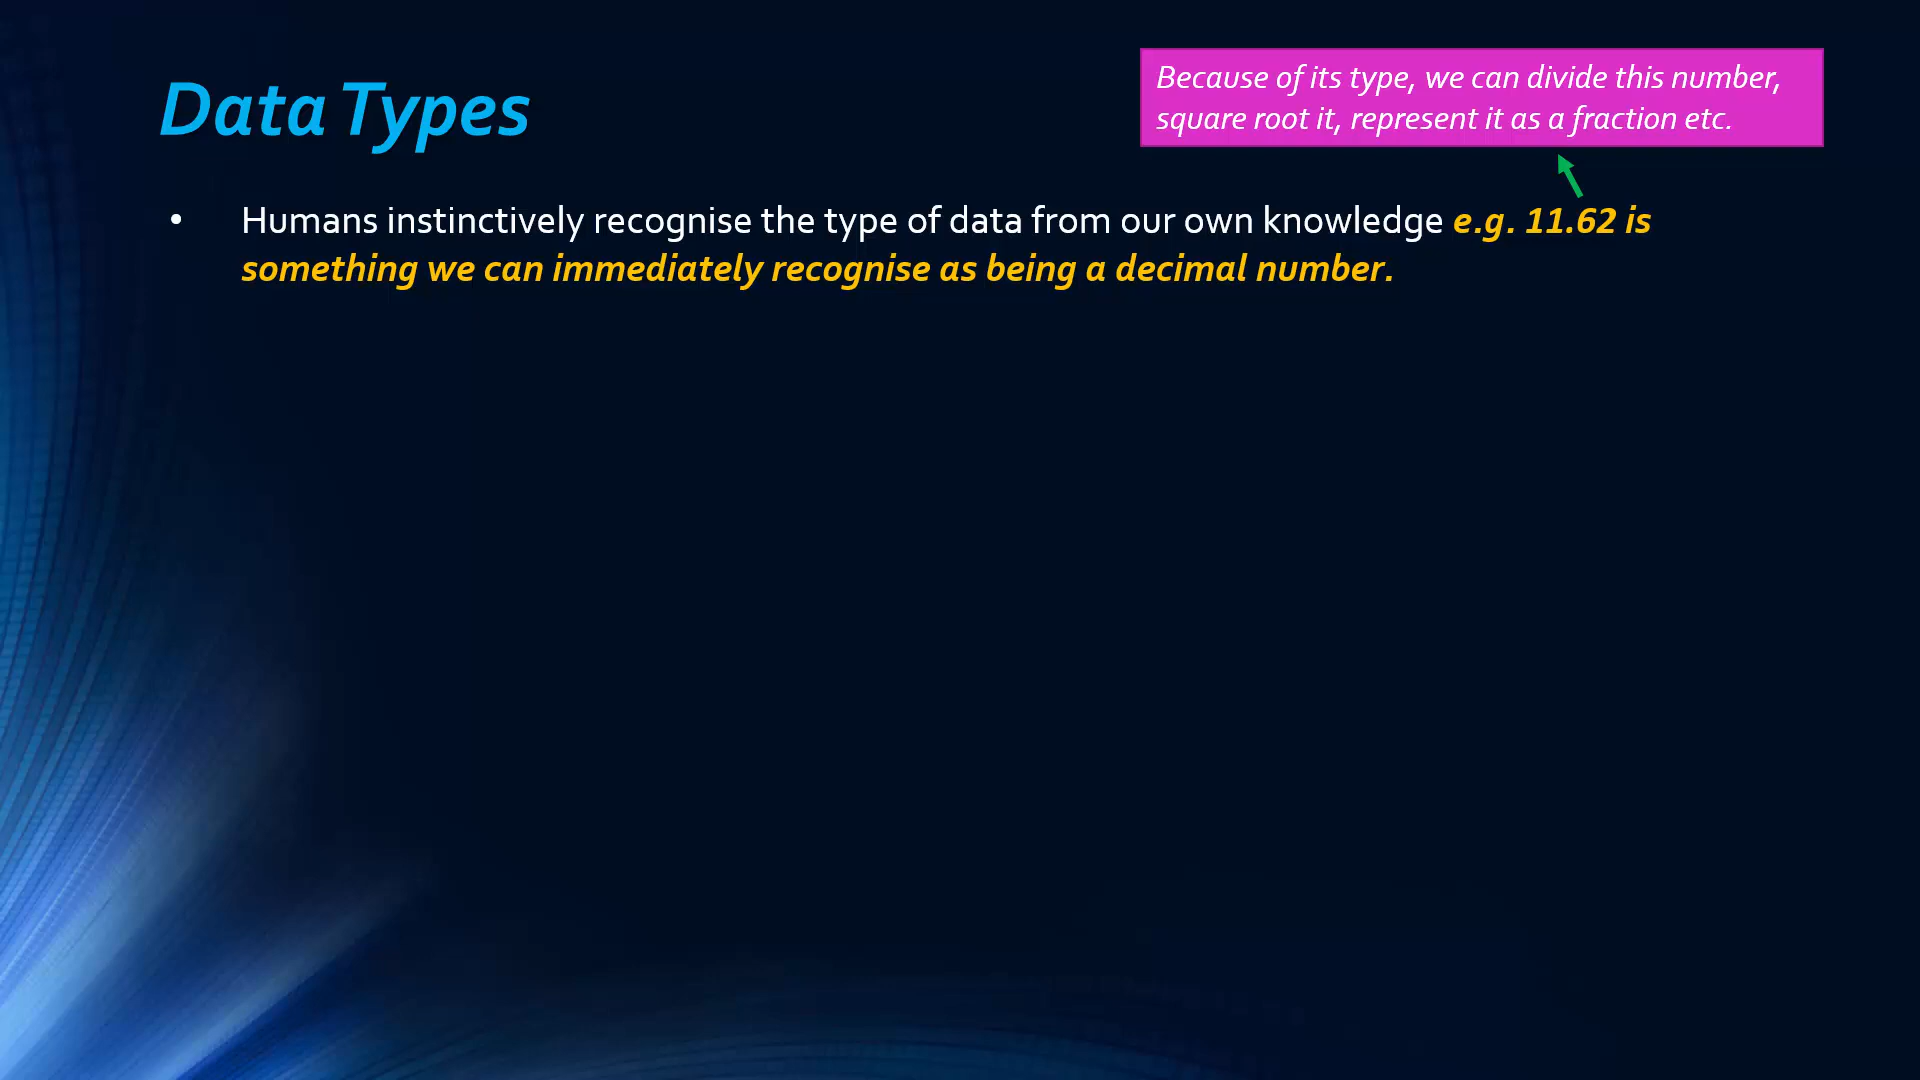 Data Types
Because of its type, we can divide this number,
square root it, represent it as a fraction etc.
• Humans instinctively recognise the type of data from our own knowledge e.g. 11.62 is
something we can immediately recognise as being a decimal number.